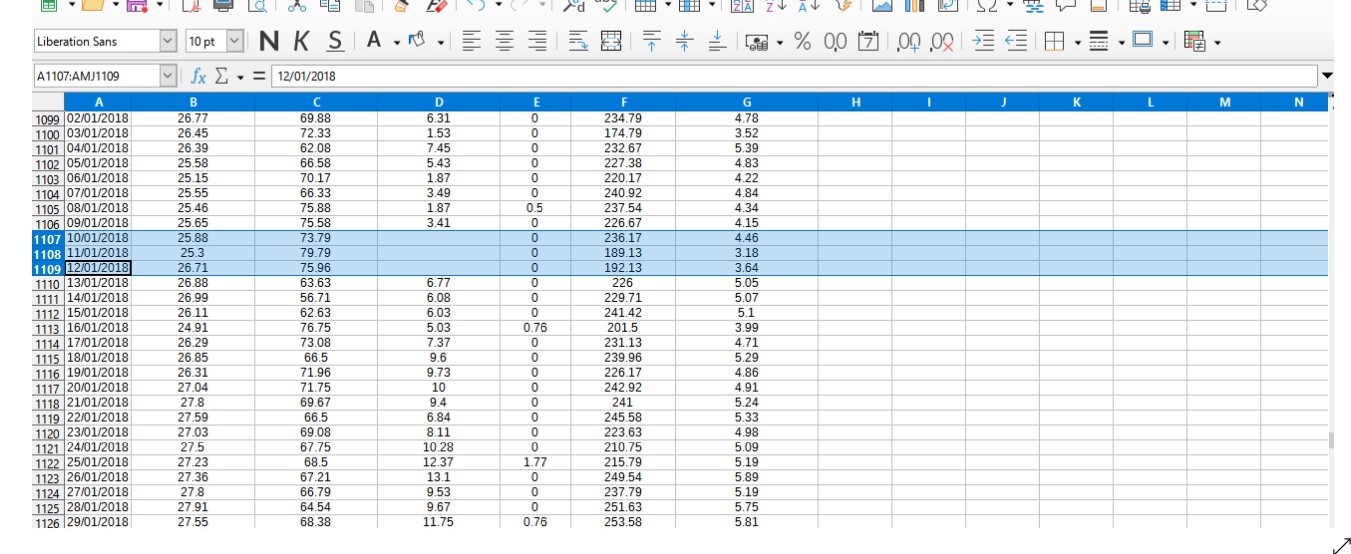 Liberation Sans 10 pt N K S A % 0,0 7 ,00 ,0X
A1107:AMJ1109 fx Σ = 12/01/2018
A B C D E F G H I J K L M N
1099 02/01/2018 26.77 69.88 6.31 0 234.79 4.78
1100 03/01/2018 26.45 72.33 1.53 0 174.79 3.52
1101 04/01/2018 26.39 62.08 7.45 0 232.67 5.39
1102 05/01/2018 25.58 66.58 5.43 0 227.38 4.83
1103 06/01/2018 25.15 70.17 1.87 0 220.17 4.22
1104 07/01/2018 25.55 66.33 3.49 0 240.92 4.84
1105 08/01/2018 25.46 75.88 1.87 0.5 237.54 4.34
1106 09/01/2018 25.65 75.58 3.41 0 226.67 4.15
1107 10/01/2018 25.88 73.79 0 236.17 4.46
1108 11/01/2018 25.3 79.79 0 189.13 3.18
1109 12/01/2018 26.71 75.96 0 192.13 3.64
1110 13/01/2018 26.88 63.63 6.77 0 226 5.05
1111 14/01/2018 26.99 56.71 6.08 0 229.71 5.07
1112 15/01/2018 26.11 62.63 6.03 0 241.42 5.1
1113 16/01/2018 24.91 76.75 5.03 0.76 201.5 3.99
1114 17/01/2018 26.29 73.08 7.37 0 231.13 4.71
1115 18/01/2018 26.85 66.5 9.6 0 239.96 5.29
1116 19/01/2018 26.31 71.96 9.73 0 226.17 4.86
1117 20/01/2018 27.04 71.75 10 0 242.92 4.91
1118 21/01/2018 27.8 69.67 9.4 0 241 5.24
1119 22/01/2018 27.59 66.5 6.84 0 245.58 5.33
1120 23/01/2018 27.03 69.08 8.11 0 223.63 4.98
1121 24/01/2018 27.5 67.75 10.28 0 210.75 5.09
1122 25/01/2018 27.23 68.5 12.37 1.77 215.79 5.19
1123 26/01/2018 27.36 67.21 13.1 0 249.54 5.89
1124 27/01/2018 27.8 66.79 9.53 0 237.79 5.19
1125 28/01/2018 27.91 64.54 9.67 0 251.63 5.75
1126 29/01/2018 27.55 68.38 11.75 0.76 253.58 5.81